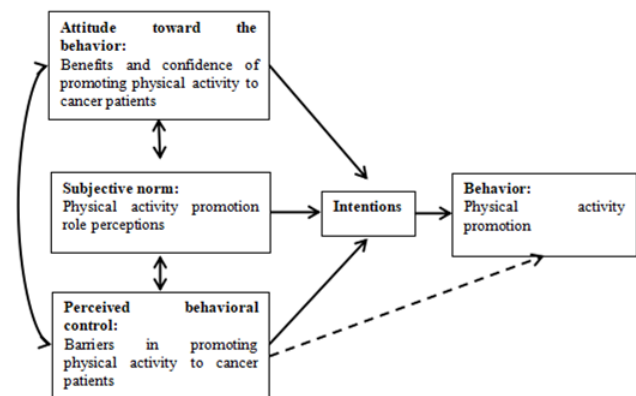 Attitude toward the
behavior:
Benefits and confidence of
promoting physical activity to
cancer patients
Subjective norm:
Physical activity promotion
role perceptions
Intentions
Behavior:
Physical activity
promotion
Perceived behavioral
control:
Barriers in promoting
physical activity to cancer
patients